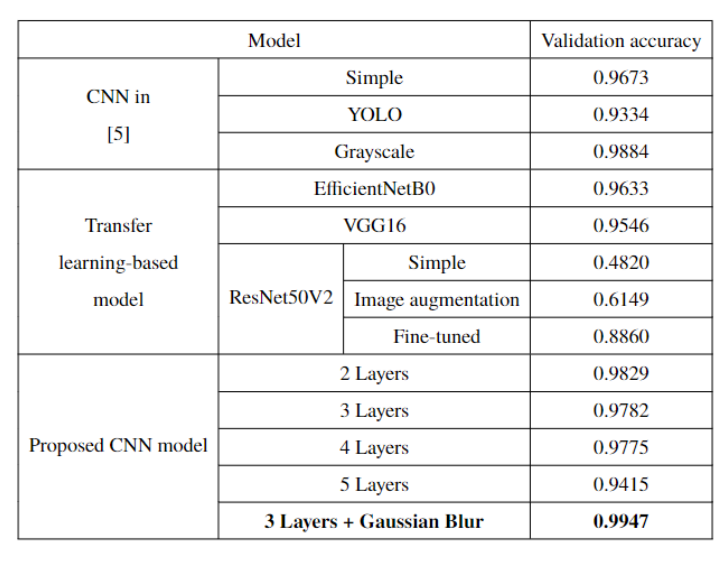 Model Validation accuracy
CNN in
[5]
Simple 0.9673
YOLO 0.9334
Grayscale 0.9884
Transfer
learning-based
model
EfficientNetB0 0.9633
VGG16 0.9546
ResNet50V2
Simple 0.4820
Image augmentation 0.6149
Fine-tuned 0.8860
Proposed CNN model
2 Layers 0.9829
3 Layers 0.9782
4 Layers 0.9775
5 Layers 0.9415
3 Layers + Gaussian Blur 0.9947